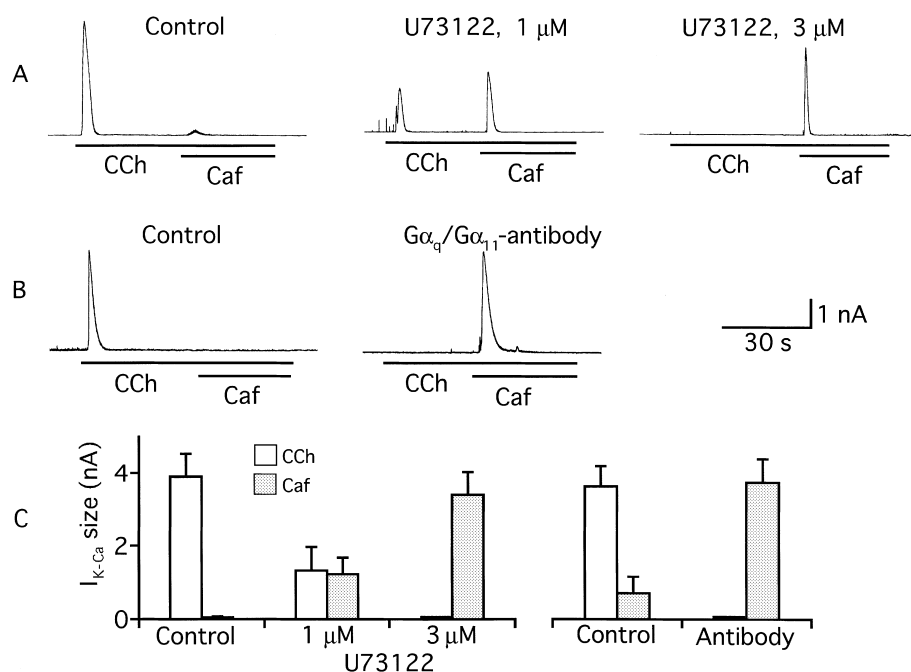 Control
U73122, 1 μM
U73122, 3 μM
A
CCh
Caf
CCh
Caf
CCh
Caf
Control
Gαq/Gα11-antibody
B
1 nA
30 s
CCh
Caf
CCh
Caf
C
IK-Ca size (nA)
4
2
0
CCh
Caf
Control
1 μM
3 μM
U73122
Control
Antibody